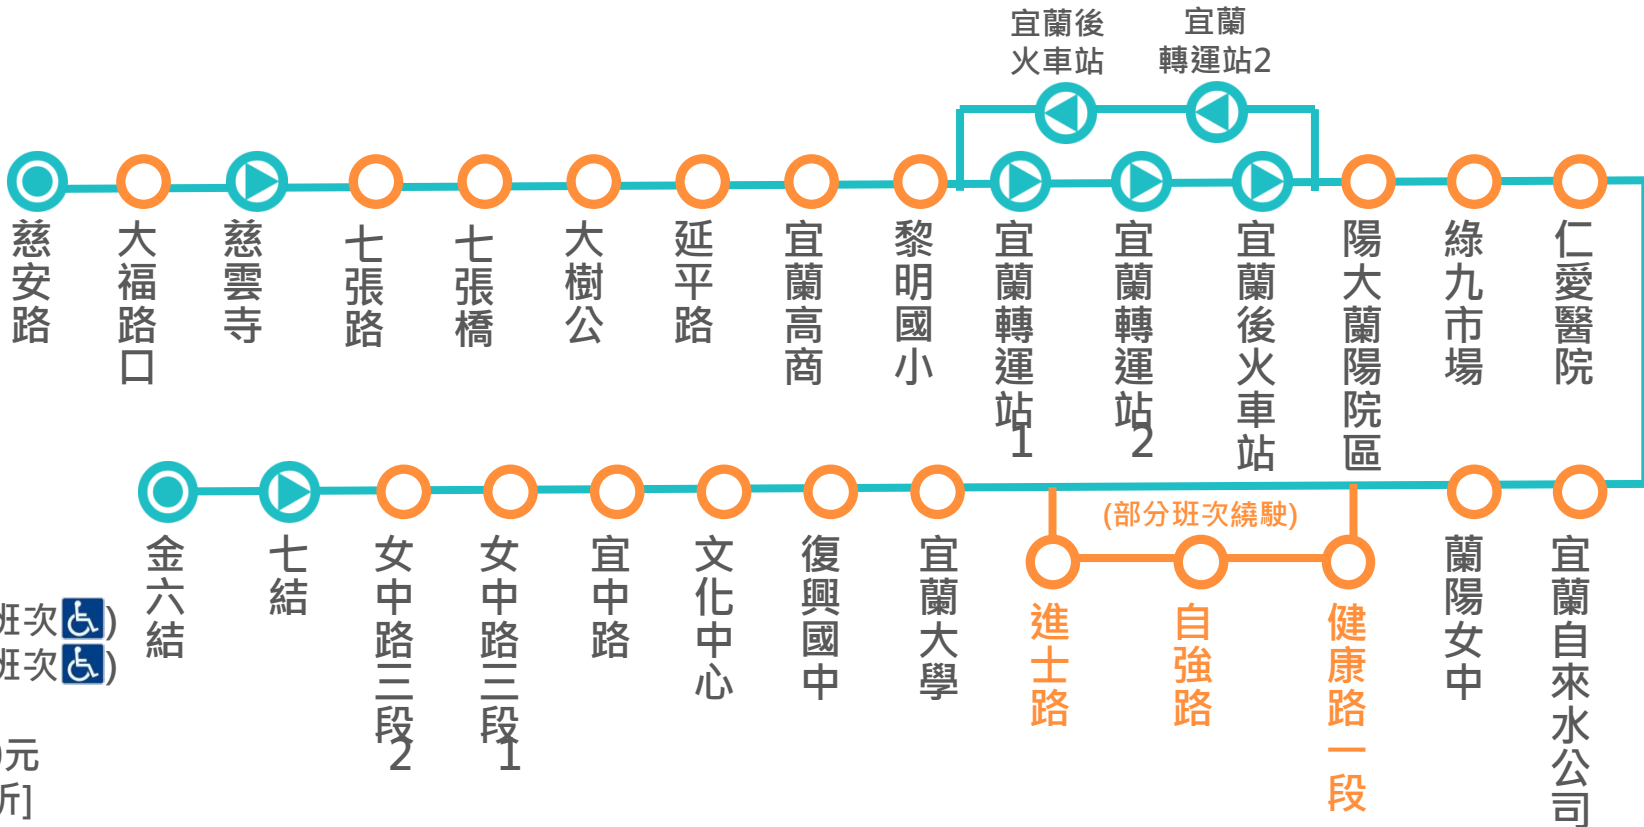 宜蘭後
火車站
宜蘭
轉運站2
慈安路
大福路口
慈雲寺
七張路
七張橋
大樹公
延平路
宜蘭高商
黎明國小
宜蘭轉運站1
宜蘭轉運站2
宜蘭後火車站
陽大蘭陽院區
綠九市場
仁愛醫院
金六結
七結
女中路三段2
女中路三段1
宜中路
文化中心
復興國中
宜蘭大學
(部分班次繞駛)
進士路
自強路
健康路一段
蘭陽女中
宜蘭自來水公司
班次♿)
班次♿)
元
折]